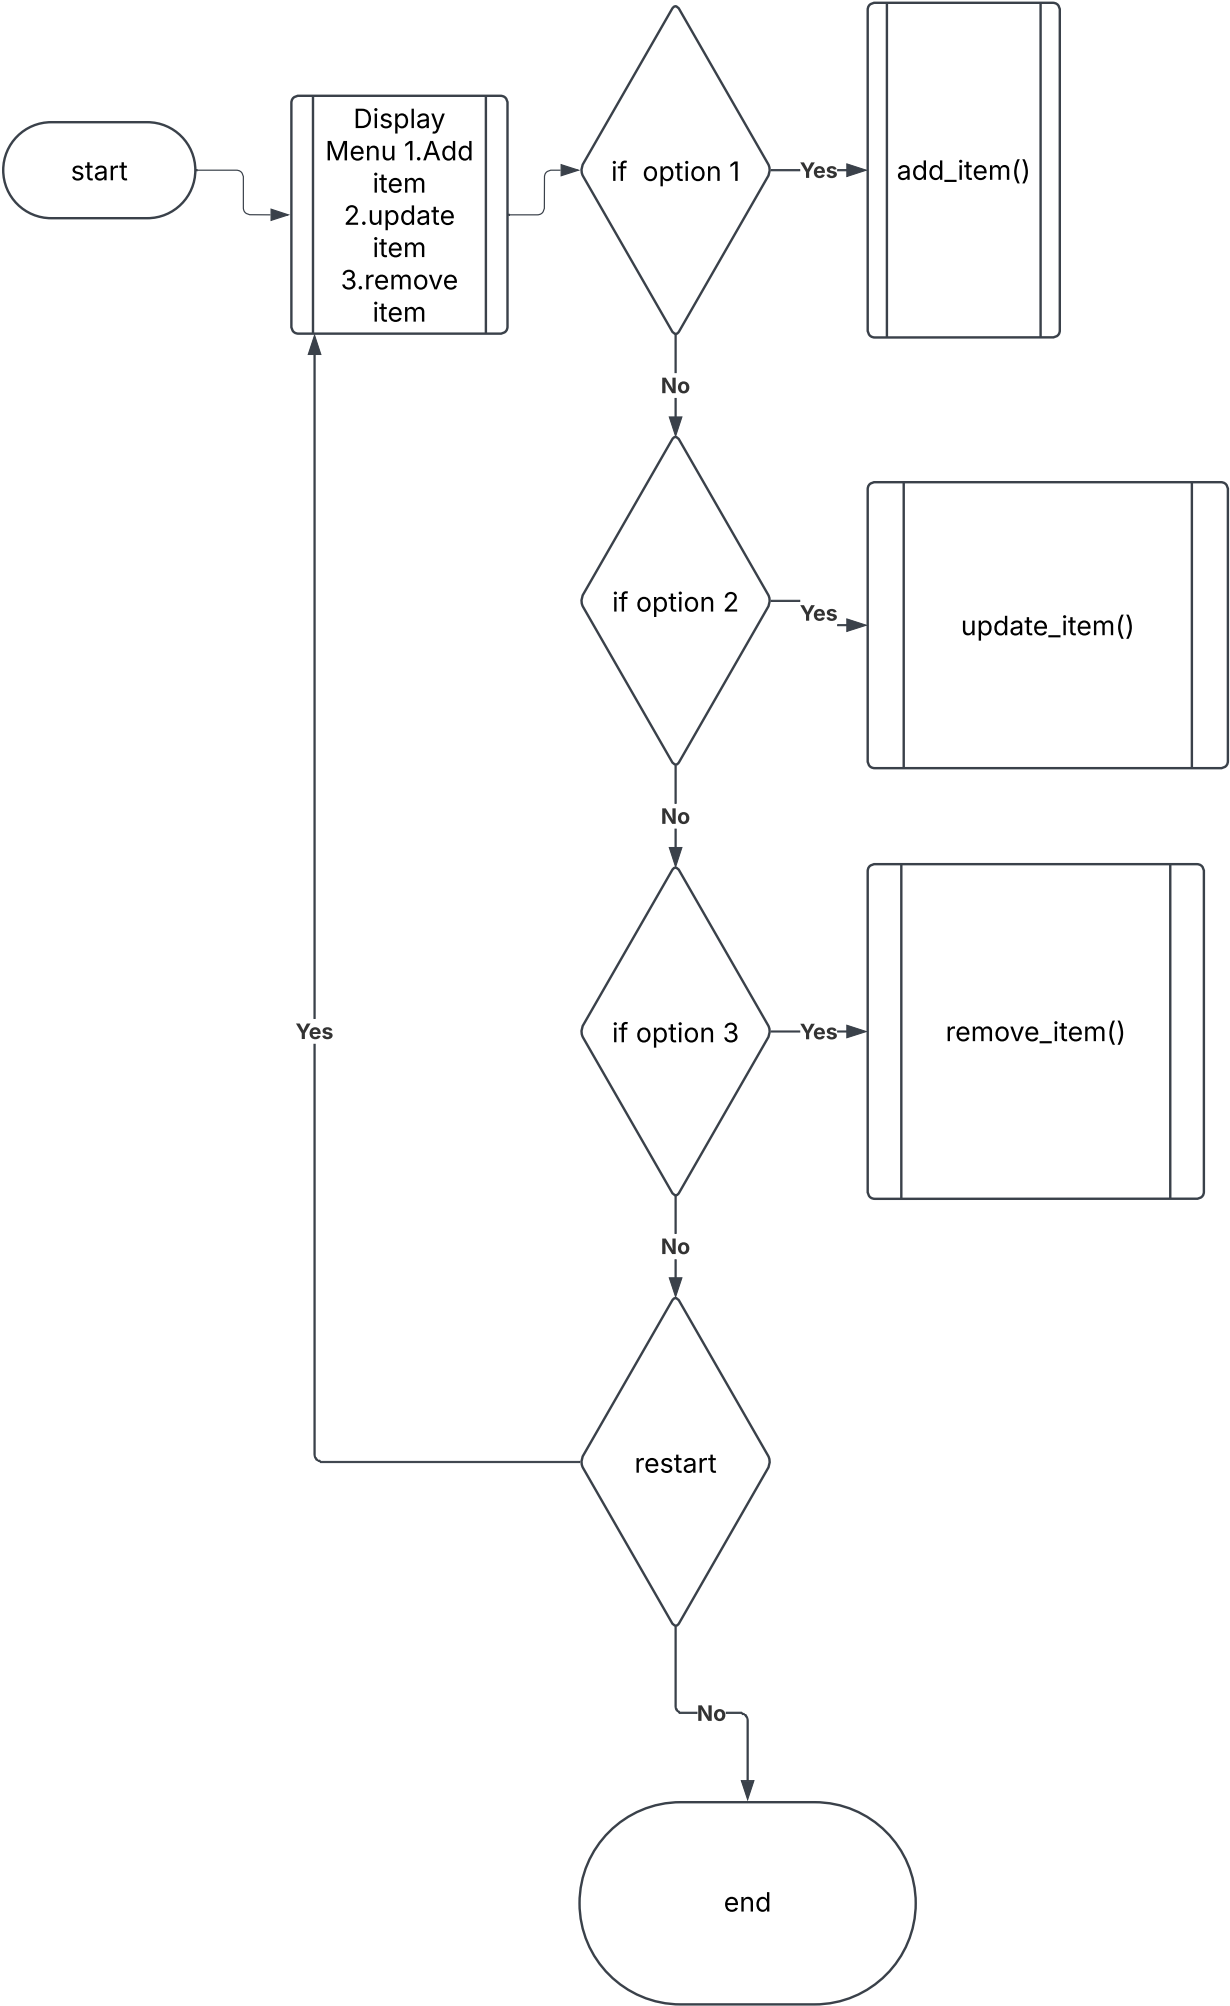 start
Display
Menu 1.Add
item
2.update
item
3.remove
item
if  option 1
Yes
add_item()
No
if option 2
Yes
update_item()
No
if option 3
Yes
remove_item()
Yes
No
restart
No
end